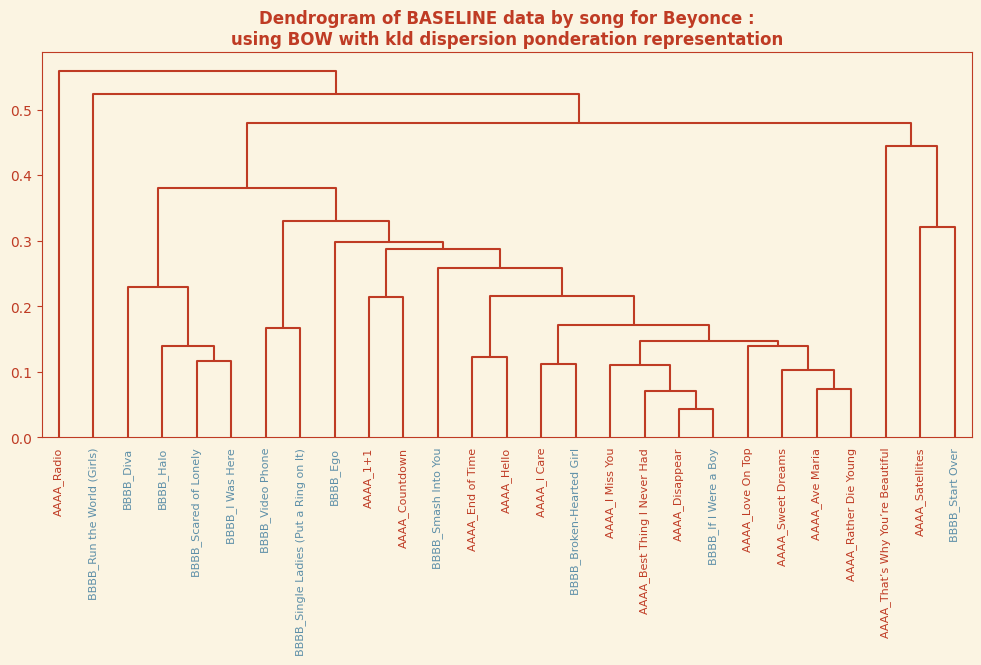 Dendrogram of BASELINE data by song for Beyonce :
using BOW with kld dispersion ponderation representation
0.5
0.4
0.3
0.2
0.1
0.0
AAAA_Radio
BBBB_Run the World (Girls)
BBBB_Diva
BBBB_Halo
BBBB_Scared of Lonely
BBBB_I Was Here
BBBB_Video Phone
BBBB_Single Ladies (Put a Ring on It)
BBBB_Ego
AAAA_1+1
AAAA_Countdown
BBBB_Smash Into You
AAAA_End of Time
AAAA_Hello
AAAA_I Care
BBBB_Broken-Hearted Girl
AAAA_I Miss You
AAAA_Best Thing I Never Had
AAAA_Disappear
BBBB_If I Were a Boy
AAAA_Love On Top
AAAA_Sweet Dreams
AAAA_Ave Maria
AAAA_Rather Die Young
AAAA_That’s Why You’re Beautiful
AAAA_Satellites
BBBB_Start Over